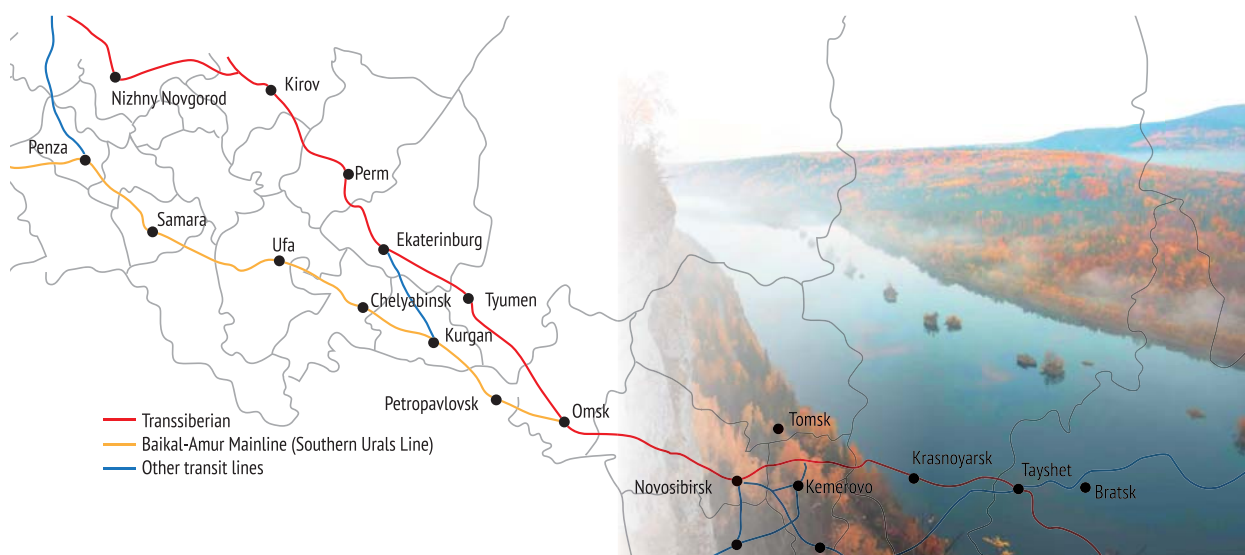 Nizhny Novgorod
Kirov
Penza
Perm
Samara
Ekaterinburg
Ufa
Tyumen
Chelyabinsk
Kurgan
Petropavlovsk
Omsk
Transsiberian
Baikal-Amur Mainline (Southern Urals Line)
Other transit lines
Tomsk
Novosibirsk
Kemerovo
Krasnoyarsk
Tayshet
Bratsk